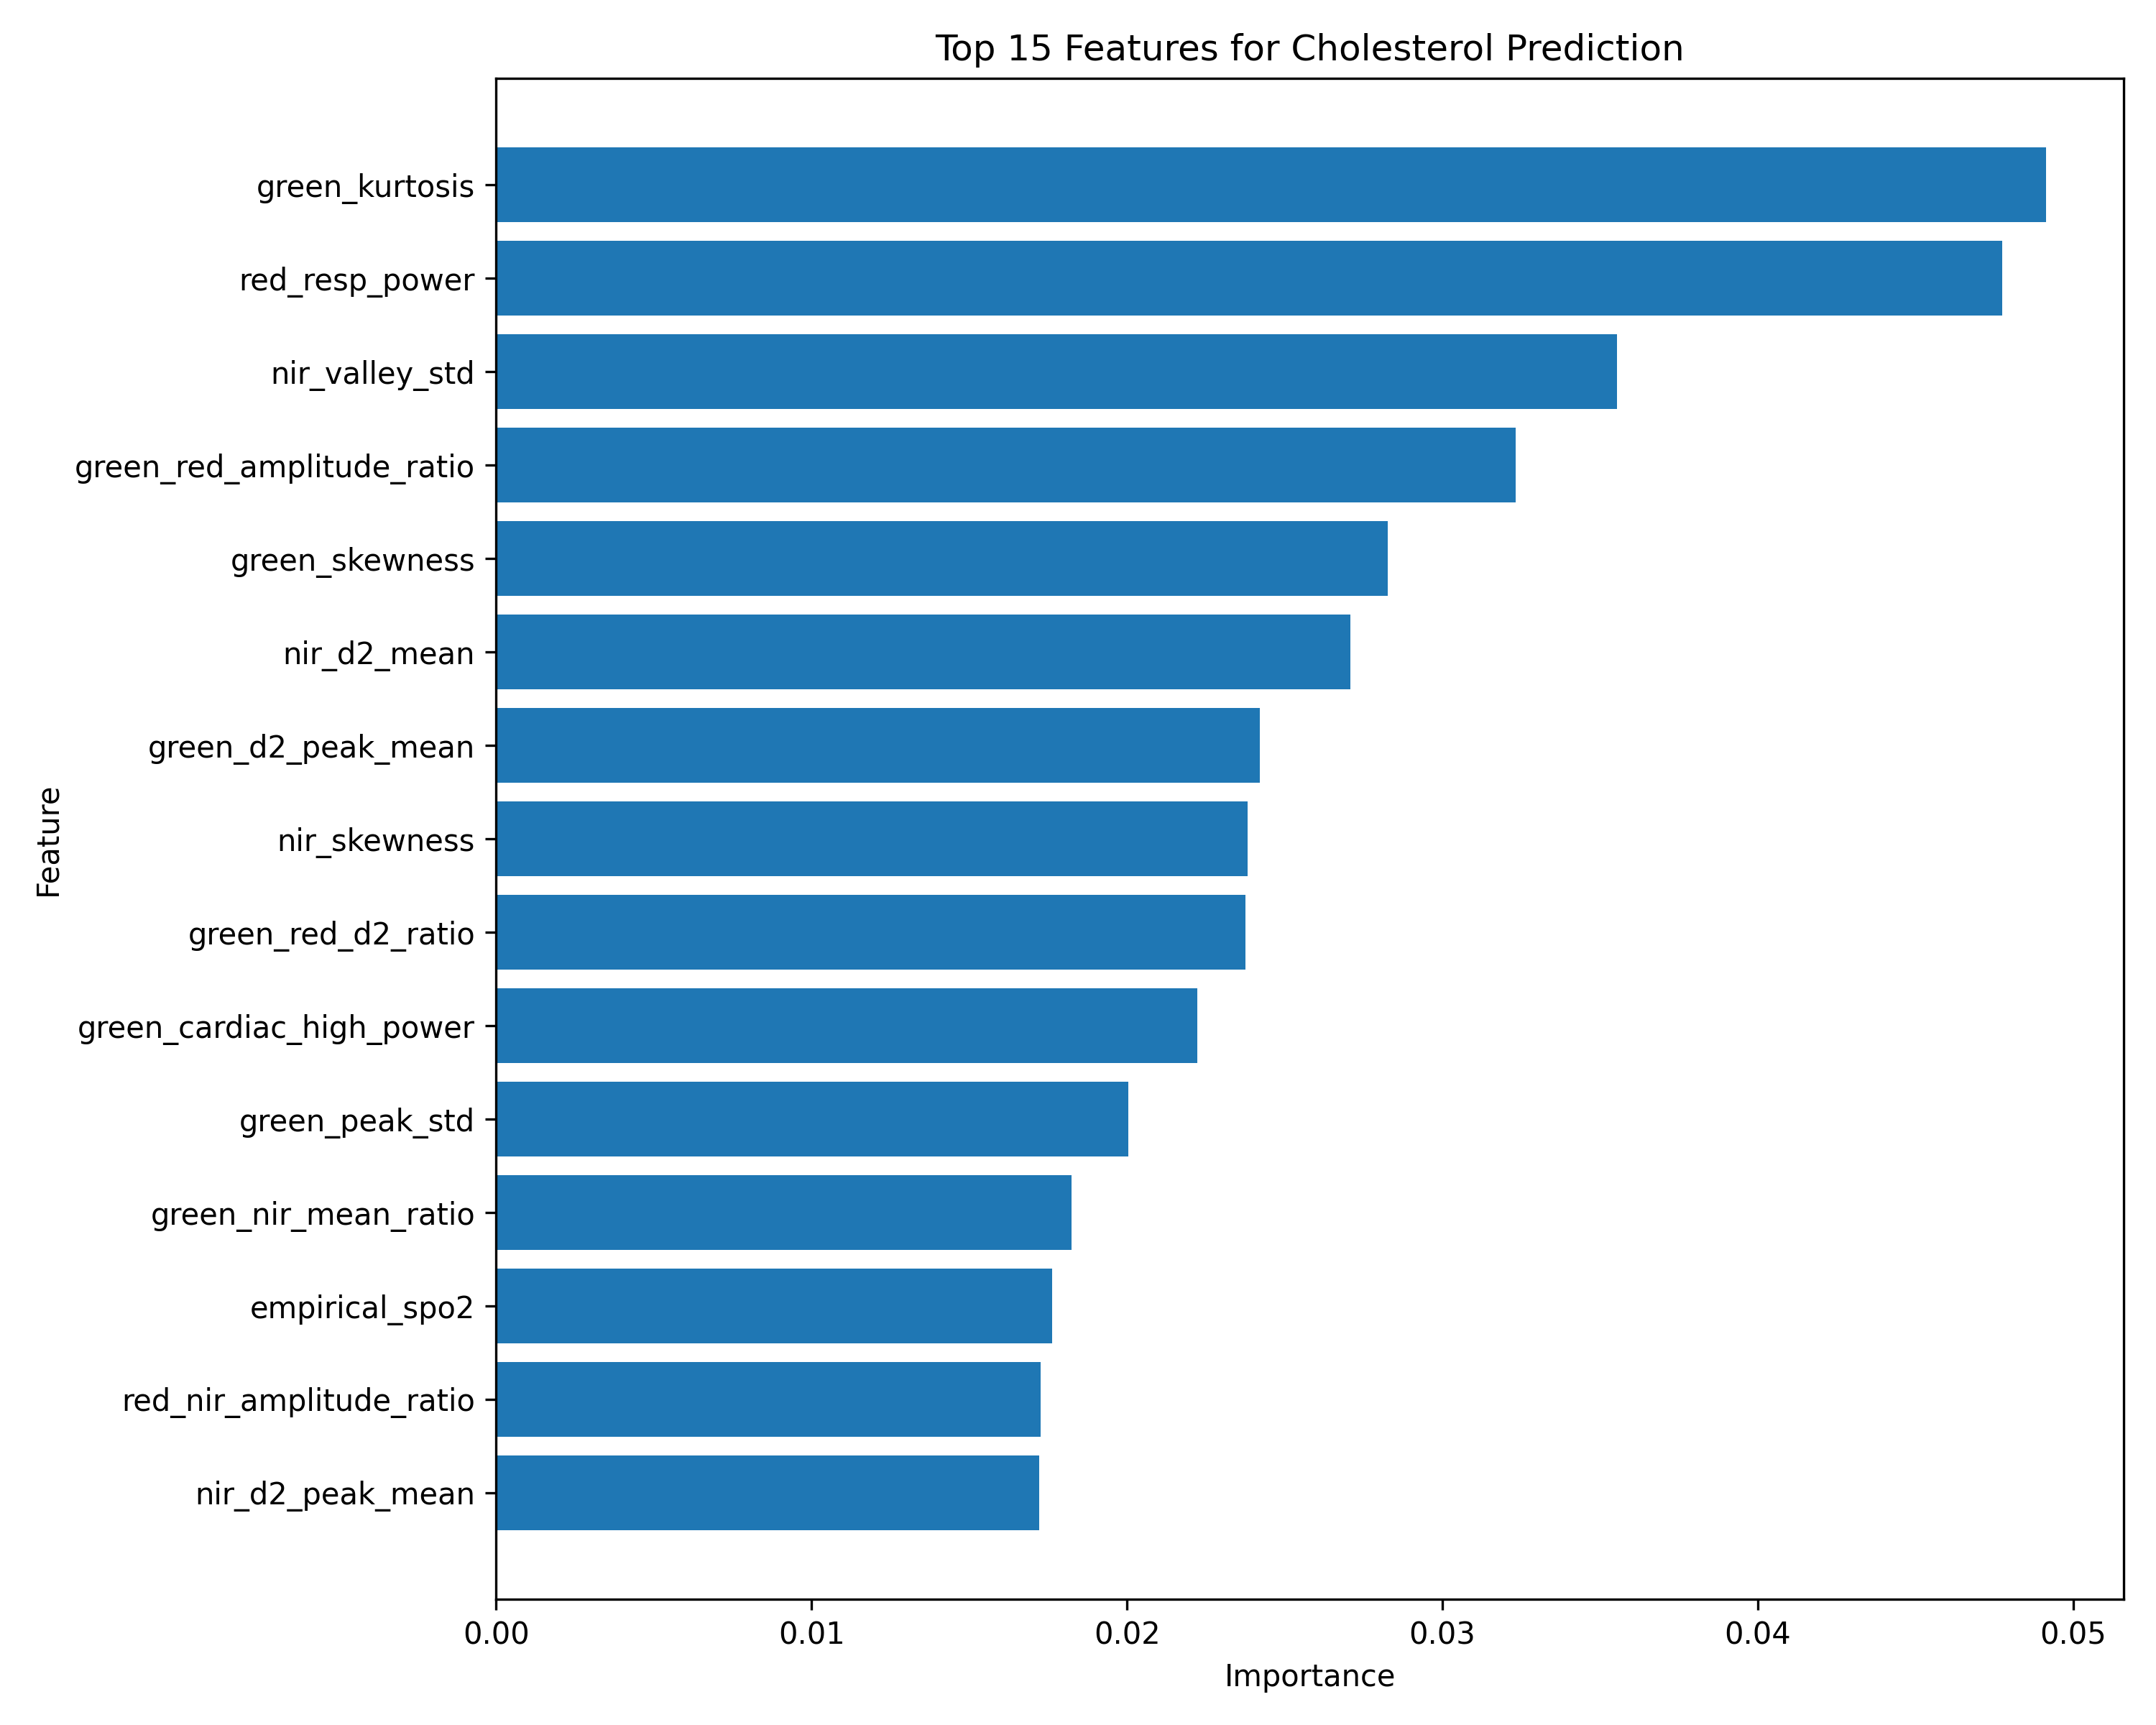 Top 15 Features for Cholesterol Prediction
Feature
green_kurtosis
red_resp_power
nir_valley_std
green_red_amplitude_ratio
green_skewness
nir_d2_mean
green_d2_peak_mean
nir_skewness
green_red_d2_ratio
green_cardiac_high_power
green_peak_std
green_nir_mean_ratio
empirical_spo2
red_nir_amplitude_ratio
nir_d2_peak_mean
0.00 0.01 0.02 0.03 0.04 0.05
Importance